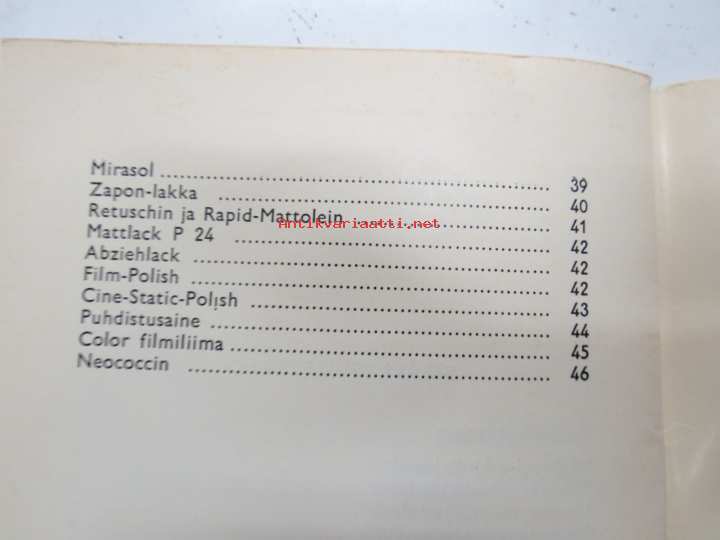 Mirasol ........................................................ 39
Zapon-lakka ................................................ 40
Retuschin ja Rapid-Mattolein .............................. 41
Antikvariaatti.net
Mattlack P 24 .............................................. 42
Abziehlack .................................................... 42
Film-Polish .................................................... 42
Cine-Static-Polish ............................................ 43
Puhdistusaine .................................................. 44
Color filmiliima ................................................ 45
Neococcin .................................................... 46